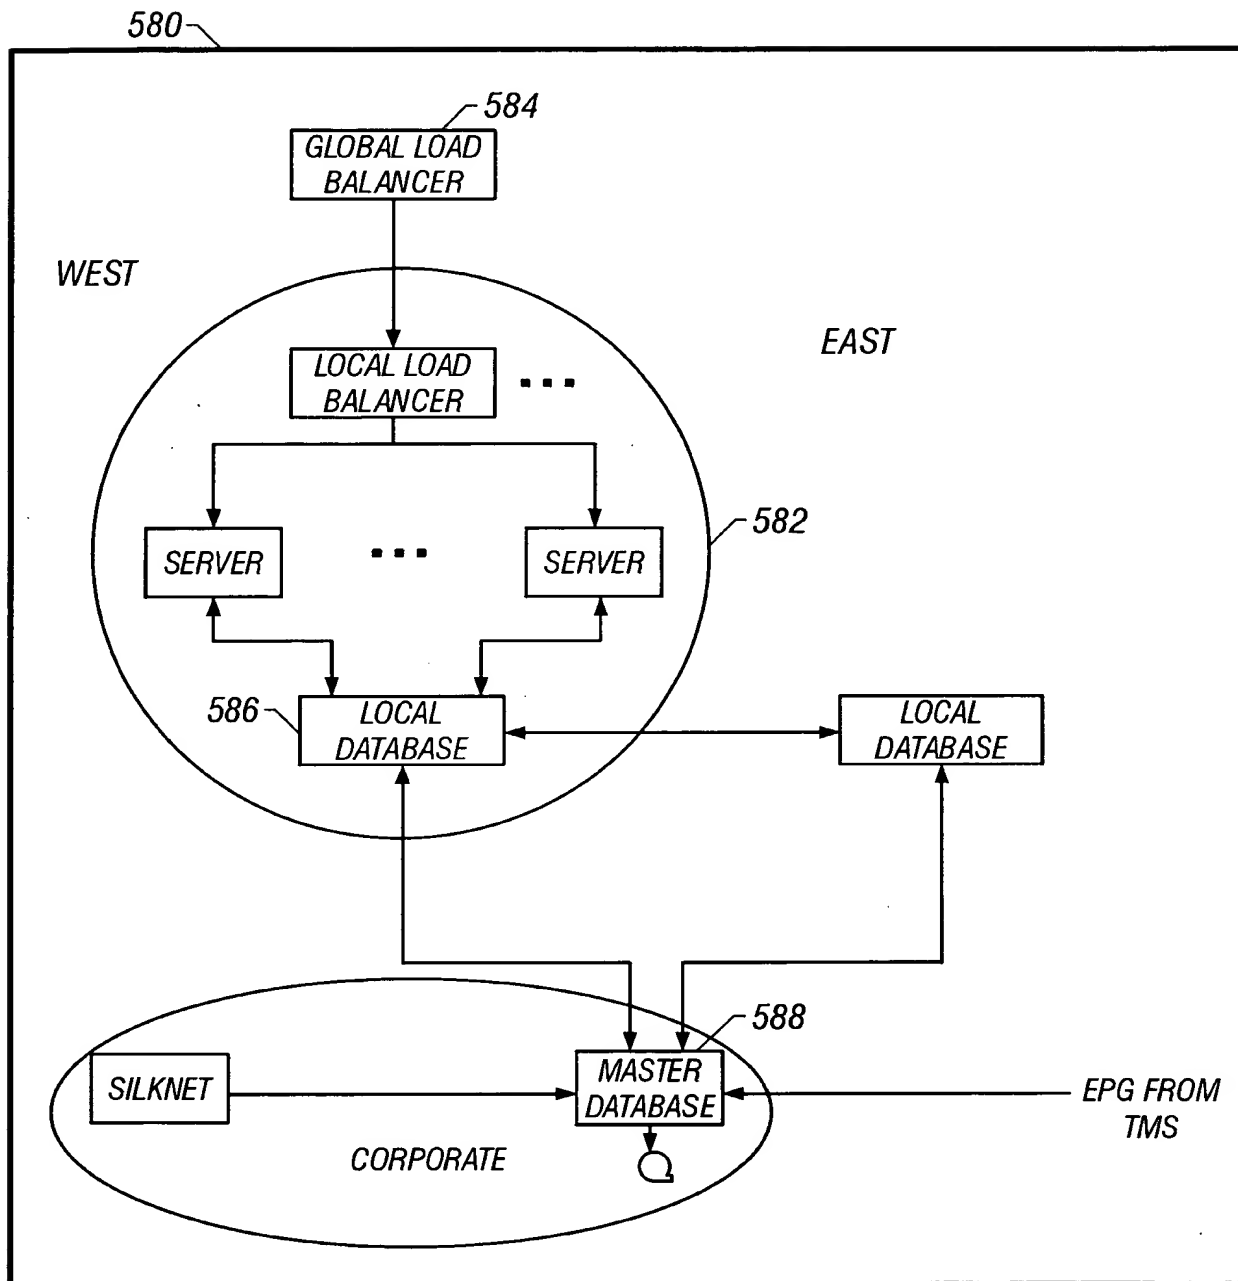 580
584
GLOBAL LOAD
BALANCER
WEST
EAST
LOCAL LOAD
BALANCER
582
SERVER
SERVER
586
LOCAL
DATABASE
LOCAL
DATABASE
588
SILKNET
MASTER
DATABASE
EPG FROM
TMS
CORPORATE